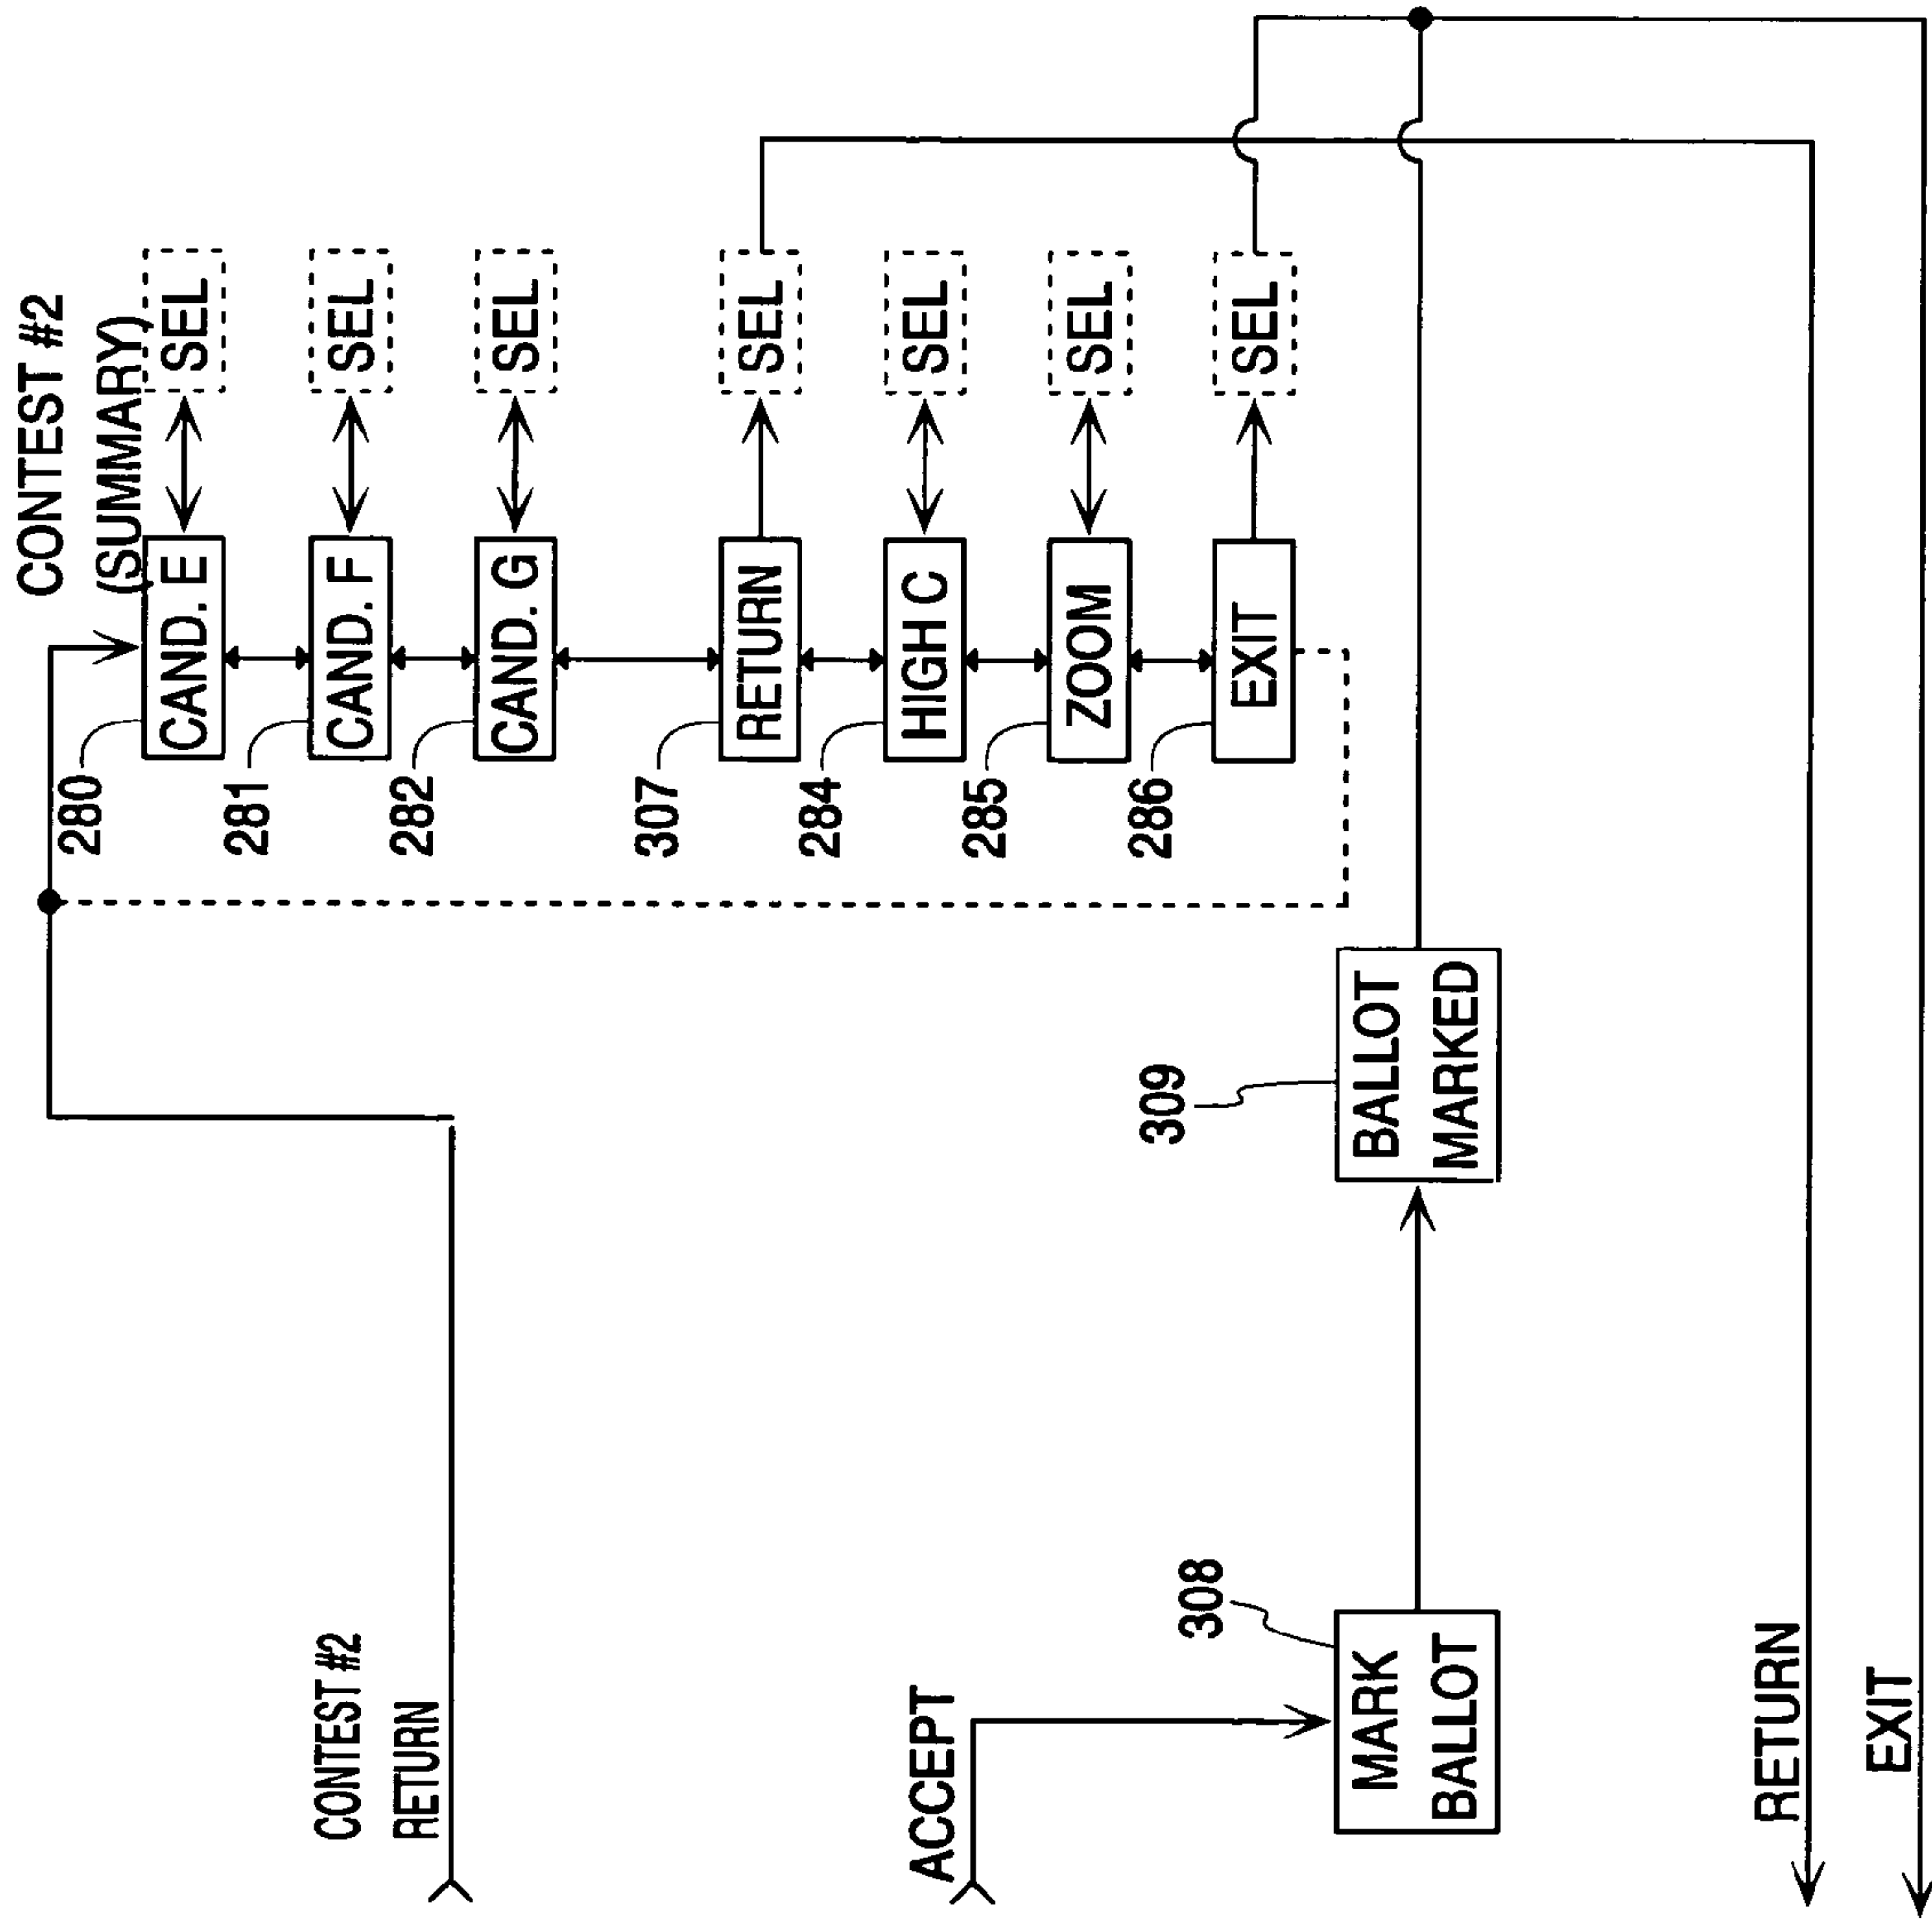 CONTEST #2
(SUMMARY)
280
CAND. E
SEL
281
CAND. F
SEL
282
CAND. G
SEL
307
RETURN
SEL
284
HIGH C
SEL
285
ZOOM
SEL
286
EXIT
SEL
CONTEST #2
RETURN
ACCEPT
308
MARK
BALLOT
309
BALLOT
MARKED
RETURN
EXIT